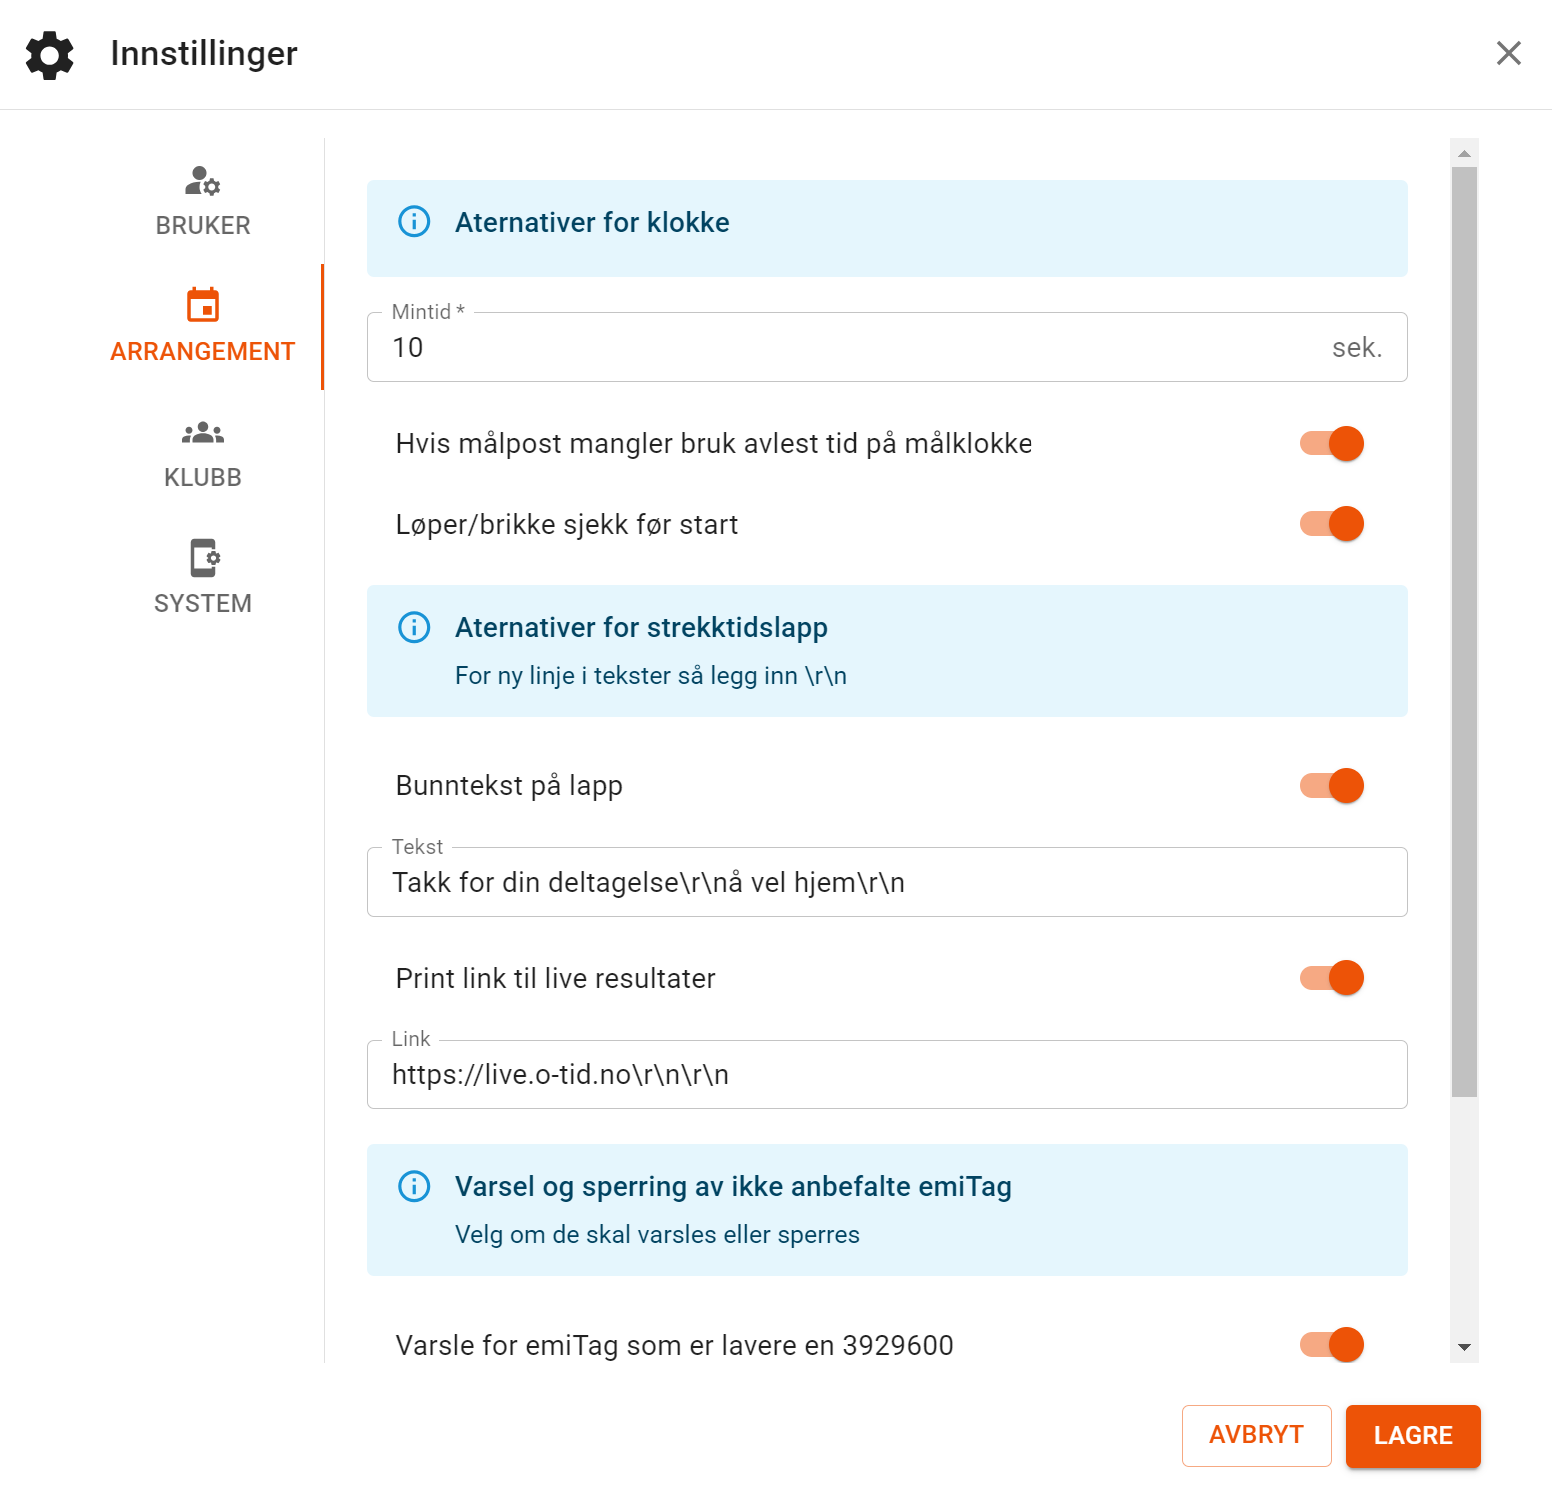 Innstillinger
BRUKER
ARRANGEMENT
KLUBB
SYSTEM
Aternativer for klokke
Mintid *
10 sek.
Hvis målpost mangler bruk avlest tid på målklokke
Løper/brikke sjekk før start
Aternativer for strekktidslapp
For ny linje i tekster så legg inn \r\n
Bunntekst på lapp
Tekst
Takk for din deltagelse\r\nå vel hjem\r\n
Print link til live resultater
Link
https://live.o-tid.no\r\n\r\n
Varsel og sperring av ikke anbefalte emiTag
Velg om de skal varsles eller sperres
Varsle for emiTag som er lavere en 3929600
AVBRYT
LAGRE